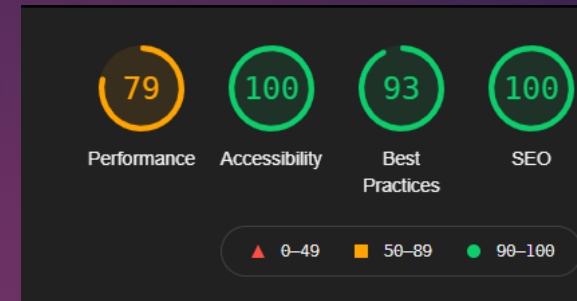 79 100 93 100
Performance Accessibility Best Practices SEO
0–49 50–89 90–100